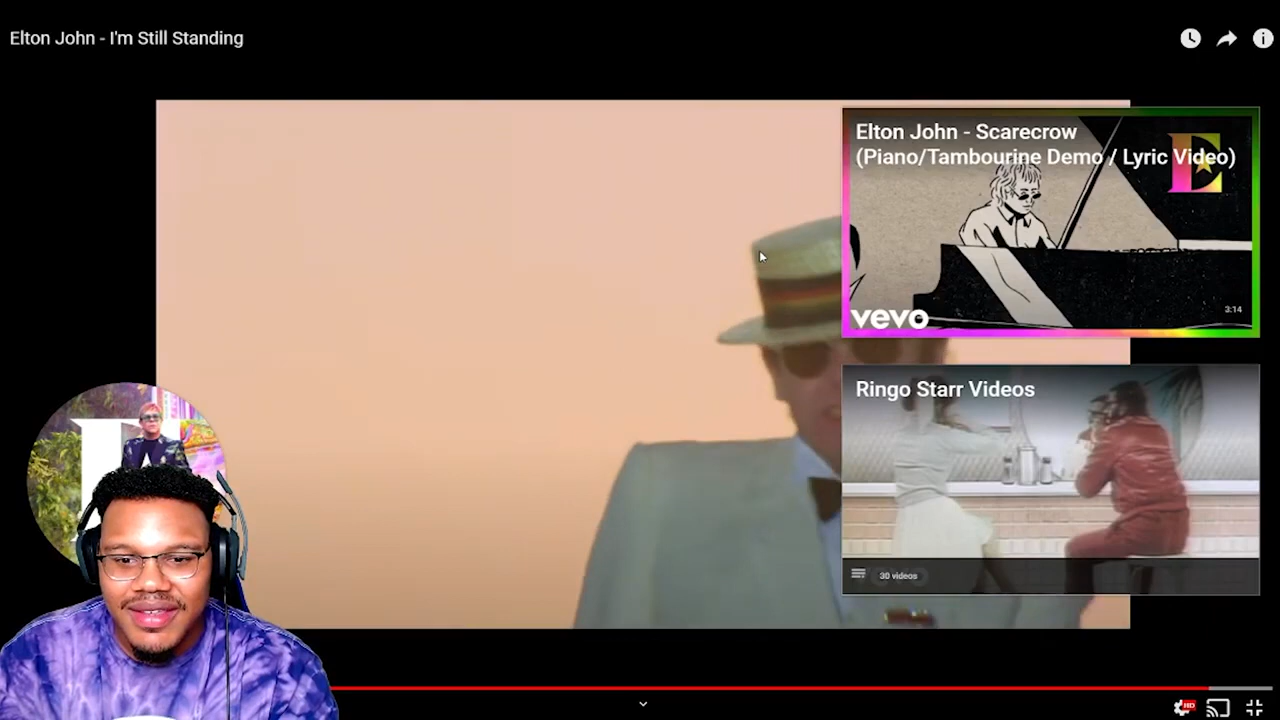 Elton John - I'm Still Standing
Elton John - Scarecrow
(Piano/Tambourine Demo / Lyric Video)
E
vevo
3:14
Ringo Starr Videos
30 videos
HD